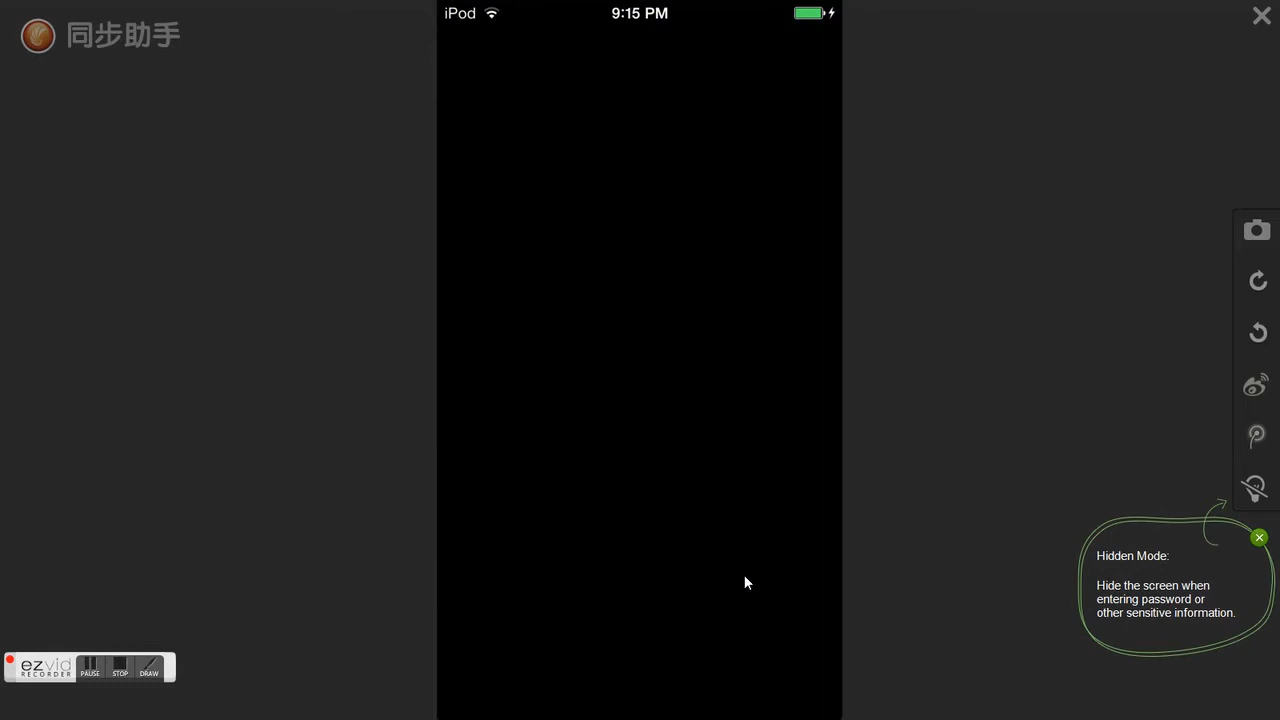 同步助手
iPod
9:15 PM
Hidden Mode:
Hide the screen when
entering password or
other sensitive information.
ezvid
RECORDER
PAUSE
STOP
DRAW